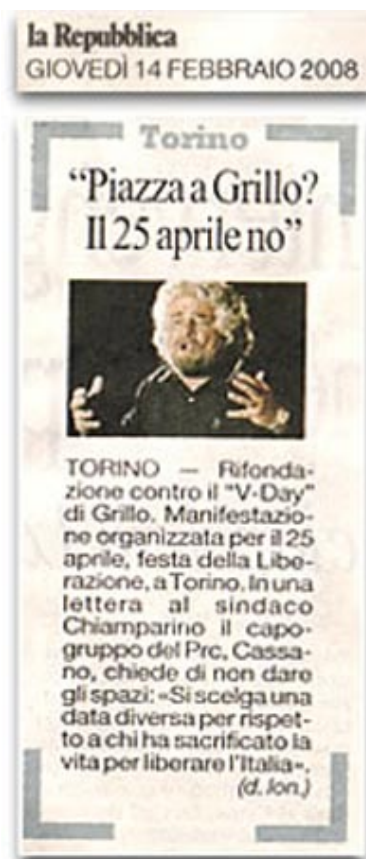 la Repubblica
GIOVEDÌ 14 FEBBRAIO 2008
Torino
“Piazza a Grillo?
Il 25 aprile no”
TORINO — Rifonda-
zione contro il "V-Day"
di Grillo. Manifestazio-
ne organizzata per il 25
aprile, festa della Libe-
razione, a Torino. In una
lettera al sindaco
Chiamparino il capo-
gruppo del Prc, Cassa-
no, chiede di non dare
gli spazi: «Si scelga una
data diversa per rispet-
to a chi ha sacrificato la
vita per liberare l'Italia».
(d. lon.)